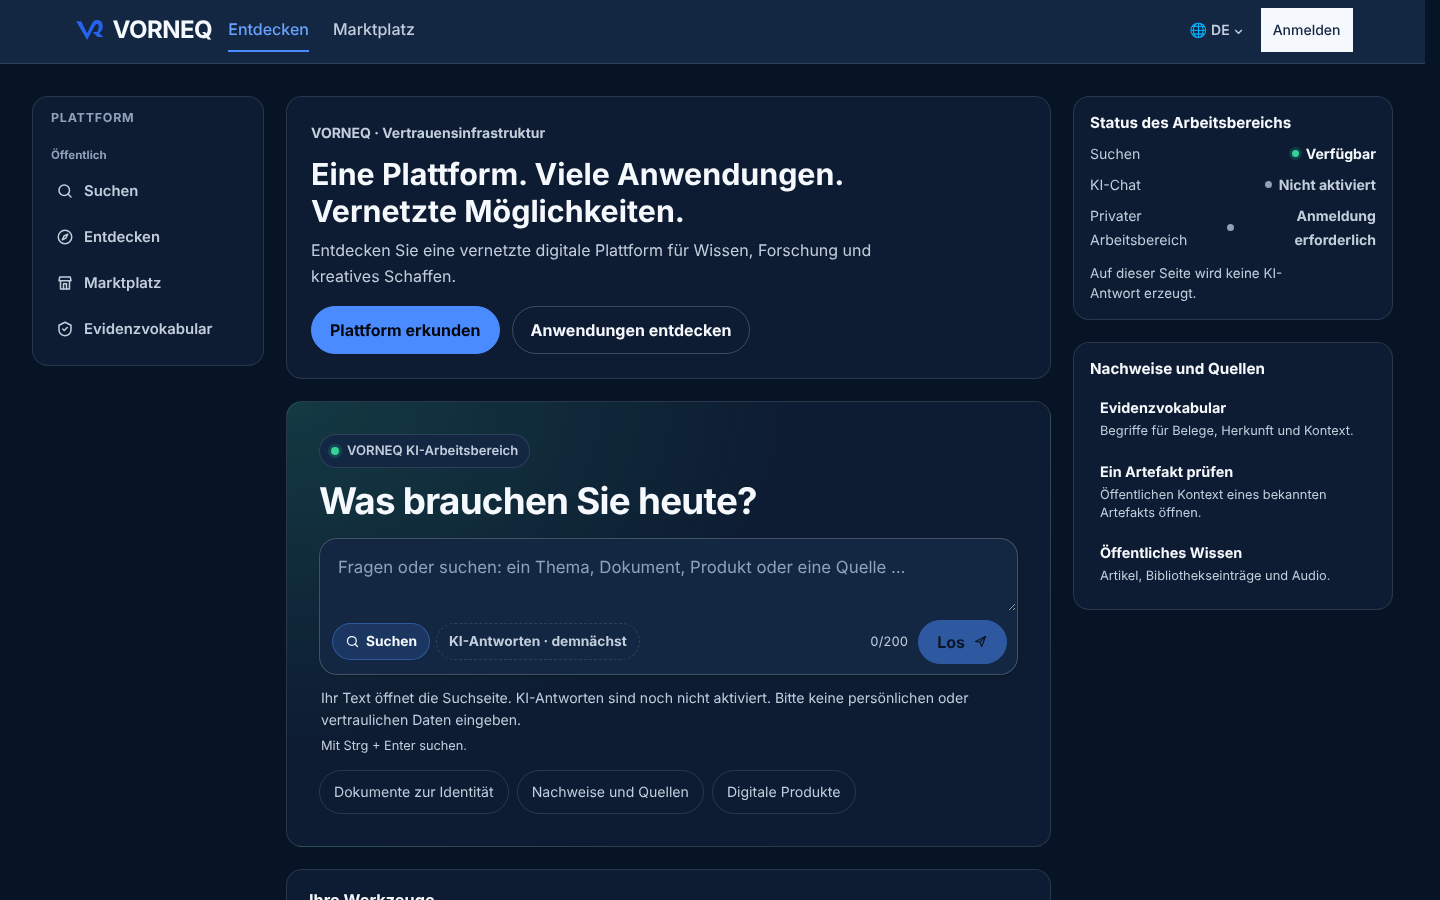 VORNEQ
Entdecken
Marktplatz
DE
Anmelden
PLATTFORM
Öffentlich
Suchen
Entdecken
Marktplatz
Evidenzvokabular
VORNEQ · Vertrauensinfrastruktur
Eine Plattform. Viele Anwendungen.
Vernetzte Möglichkeiten.
Entdecken Sie eine vernetzte digitale Plattform für Wissen, Forschung und
kreatives Schaffen.
Plattform erkunden
Anwendungen entdecken
VORNEQ KI-Arbeitsbereich
Was brauchen Sie heute?
Fragen oder suchen: ein Thema, Dokument, Produkt oder eine Quelle ...
Suchen
KI-Antworten · demnächst
0/200
Los
Ihr Text öffnet die Suchseite. KI-Antworten sind noch nicht aktiviert. Bitte keine persönlichen oder
vertraulichen Daten eingeben.
Mit Strg + Enter suchen.
Dokumente zur Identität
Nachweise und Quellen
Digitale Produkte
Ihre Werkzeuge
Status des Arbeitsbereichs
Suchen
Verfügbar
KI-Chat
Nicht aktiviert
Privater
Arbeitsbereich
Anmeldung
erforderlich
Auf dieser Seite wird keine KI-
Antwort erzeugt.
Nachweise und Quellen
Evidenzvokabular
Begriffe für Belege, Herkunft und Kontext.
Ein Artefakt prüfen
Öffentlichen Kontext eines bekannten
Artefakts öffnen.
Öffentliches Wissen
Artikel, Bibliothekseinträge und Audio.